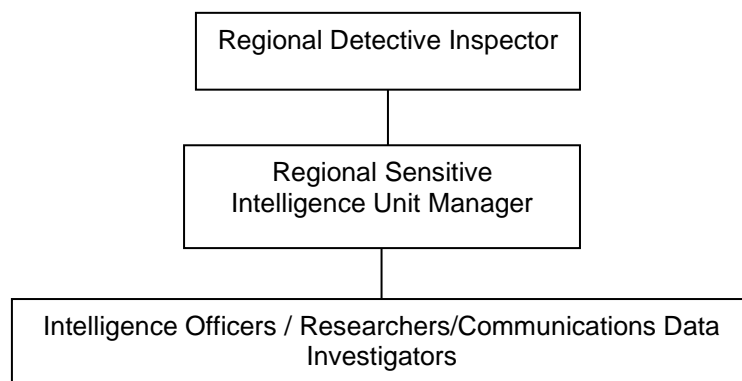 Regional Detective Inspector
Regional Sensitive
Intelligence Unit Manager
Intelligence Officers / Researchers/Communications Data
Investigators